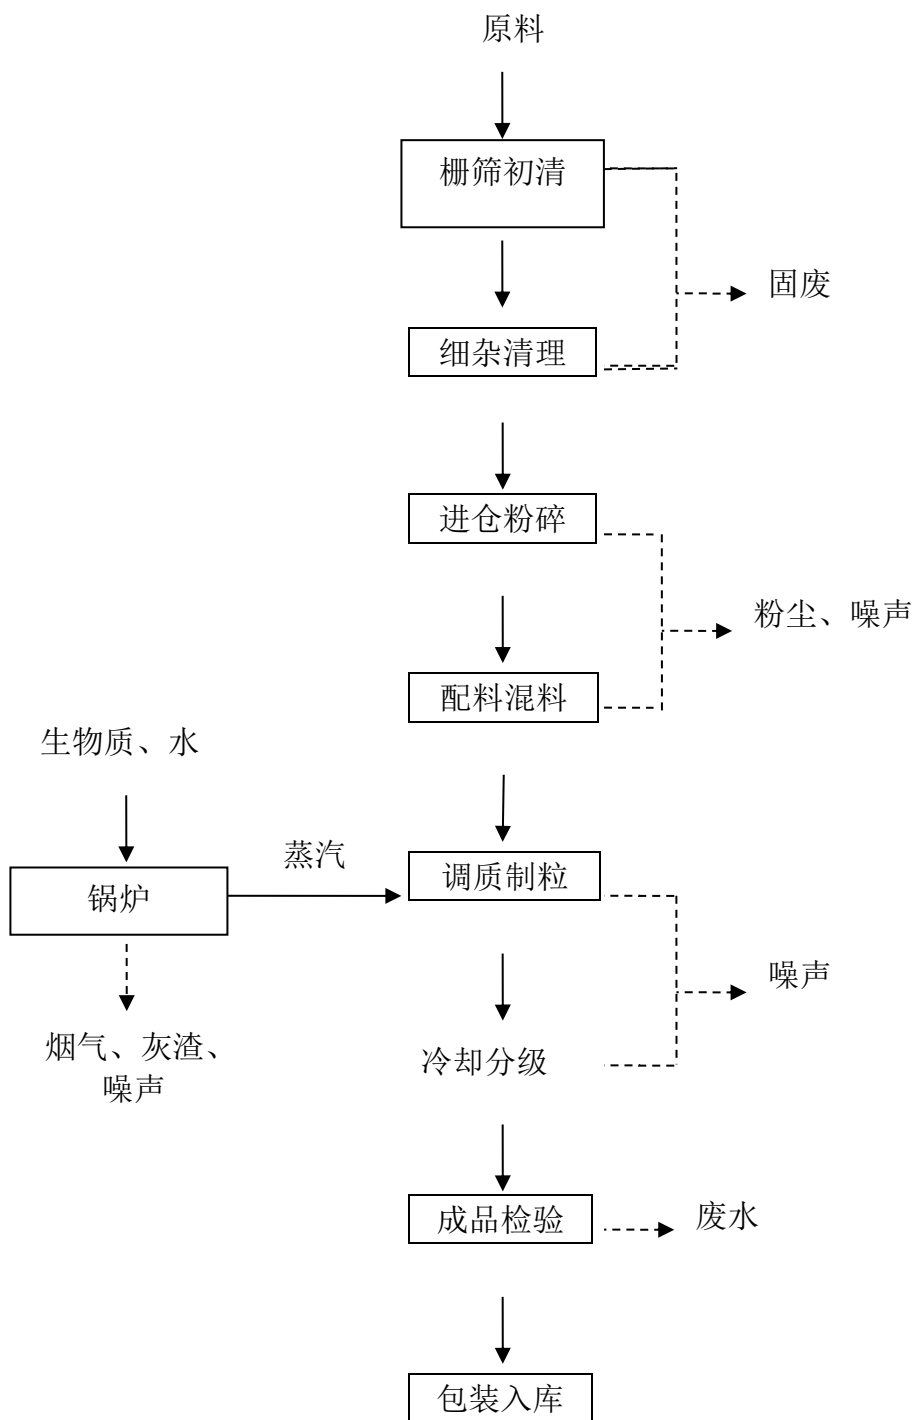 原料
栅筛初清
固废
细杂清理
进仓粉碎
粉尘、噪声
配料混料
生物质、水
蒸汽
调质制粒
锅炉
噪声
烟气、灰渣、
噪声
冷却分级
成品检验
废水
包装入库